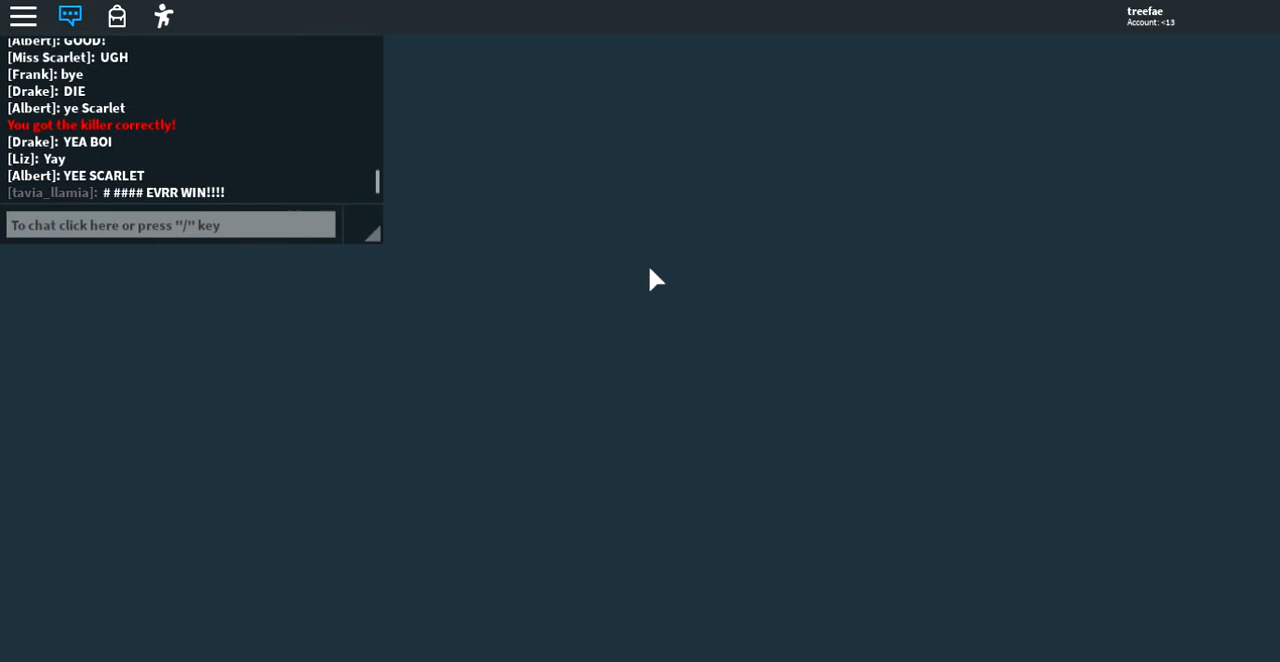 treefae
Account: <13
[Albert]: GOOD!
[Miss Scarlet]: UGH
[Frank]: bye
[Drake]: DIE
[Albert]: ye Scarlet
You got the killer correctly!
[Drake]: YEA BOI
[Liz]: Yay
[Albert]: YEE SCARLET
[tavia_llamia]: # #### EVRR WIN!!!!
To chat click here or press "/" key